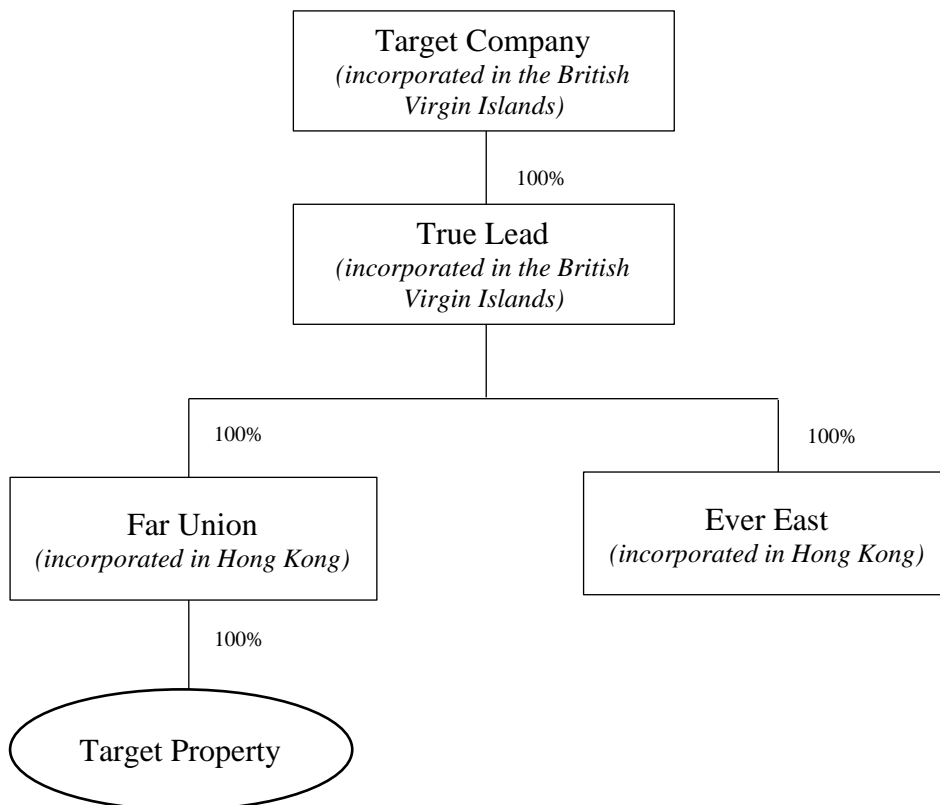 Target Company
(incorporated in the British
Virgin Islands)
100%
True Lead
(incorporated in the British
Virgin Islands)
100%
100%
Far Union
(incorporated in Hong Kong)
Ever East
(incorporated in Hong Kong)
100%
Target Property